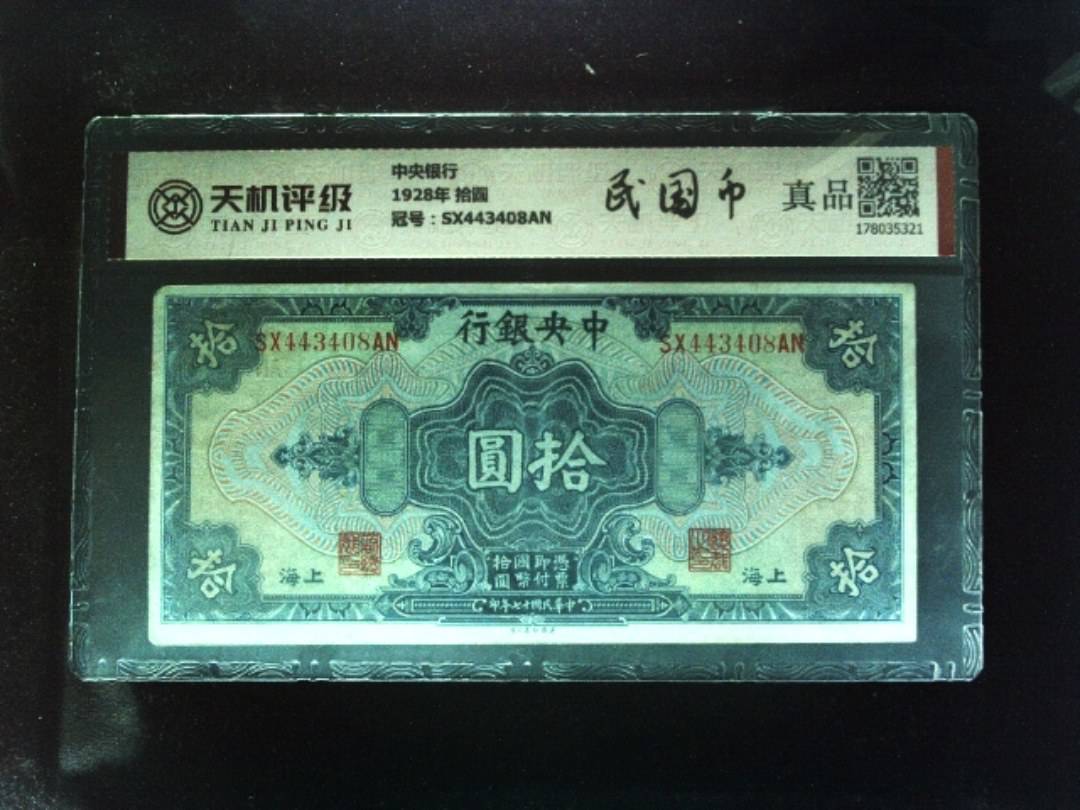 天机评级
TIAN JI PING JI
中央银行
1928年 拾圆
冠号：SX443408AN
民国币
真品
178035321
拾
SX443408AN
行銀央中
SX443408AN
拾
圓拾
拾
海上
憑票
即付
國幣
拾圓
海上
拾
印年七十國民華中